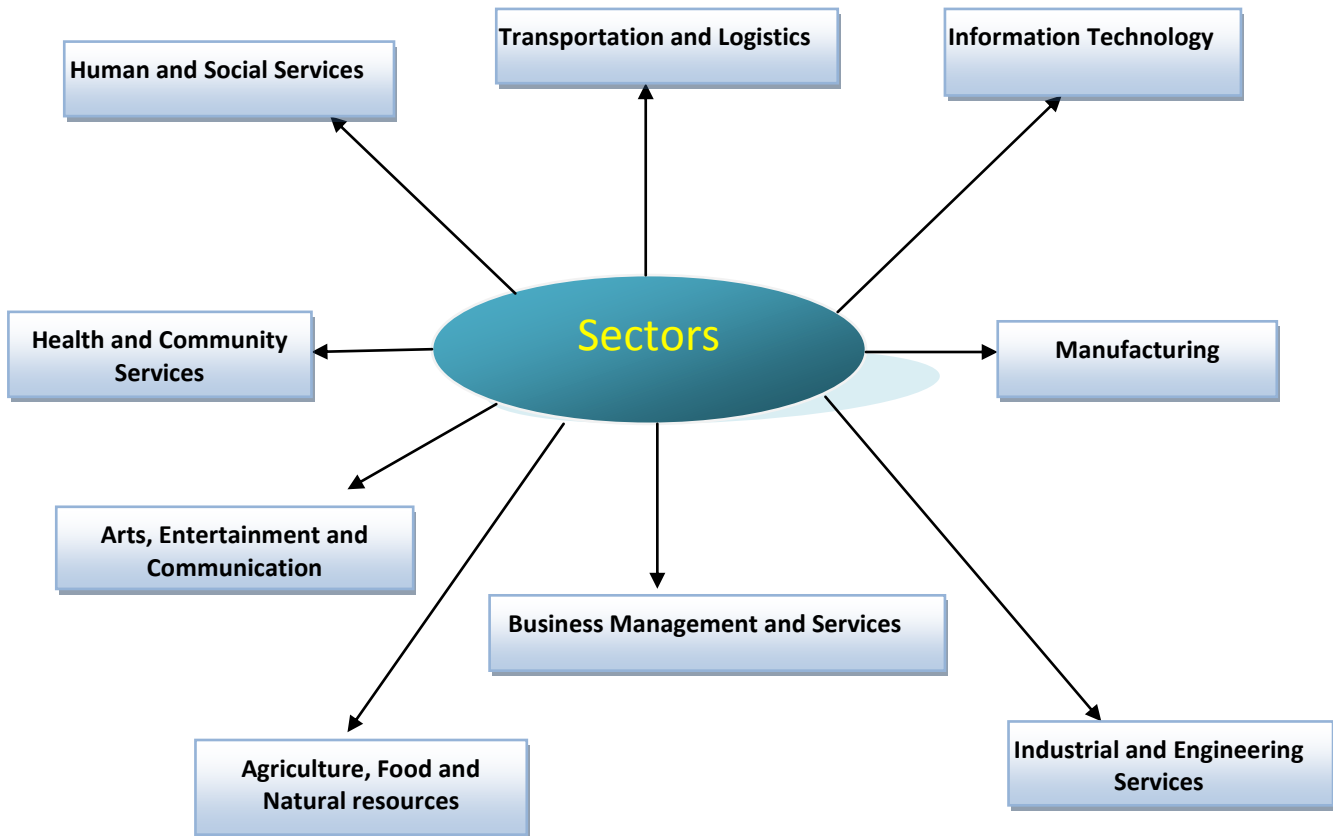 Transportation and Logistics
Information Technology
Human and Social Services
Sectors
Health and Community
Services
Manufacturing
Arts, Entertainment and
Communication
Business Management and Services
Agriculture, Food and
Natural resources
Industrial and Engineering
Services